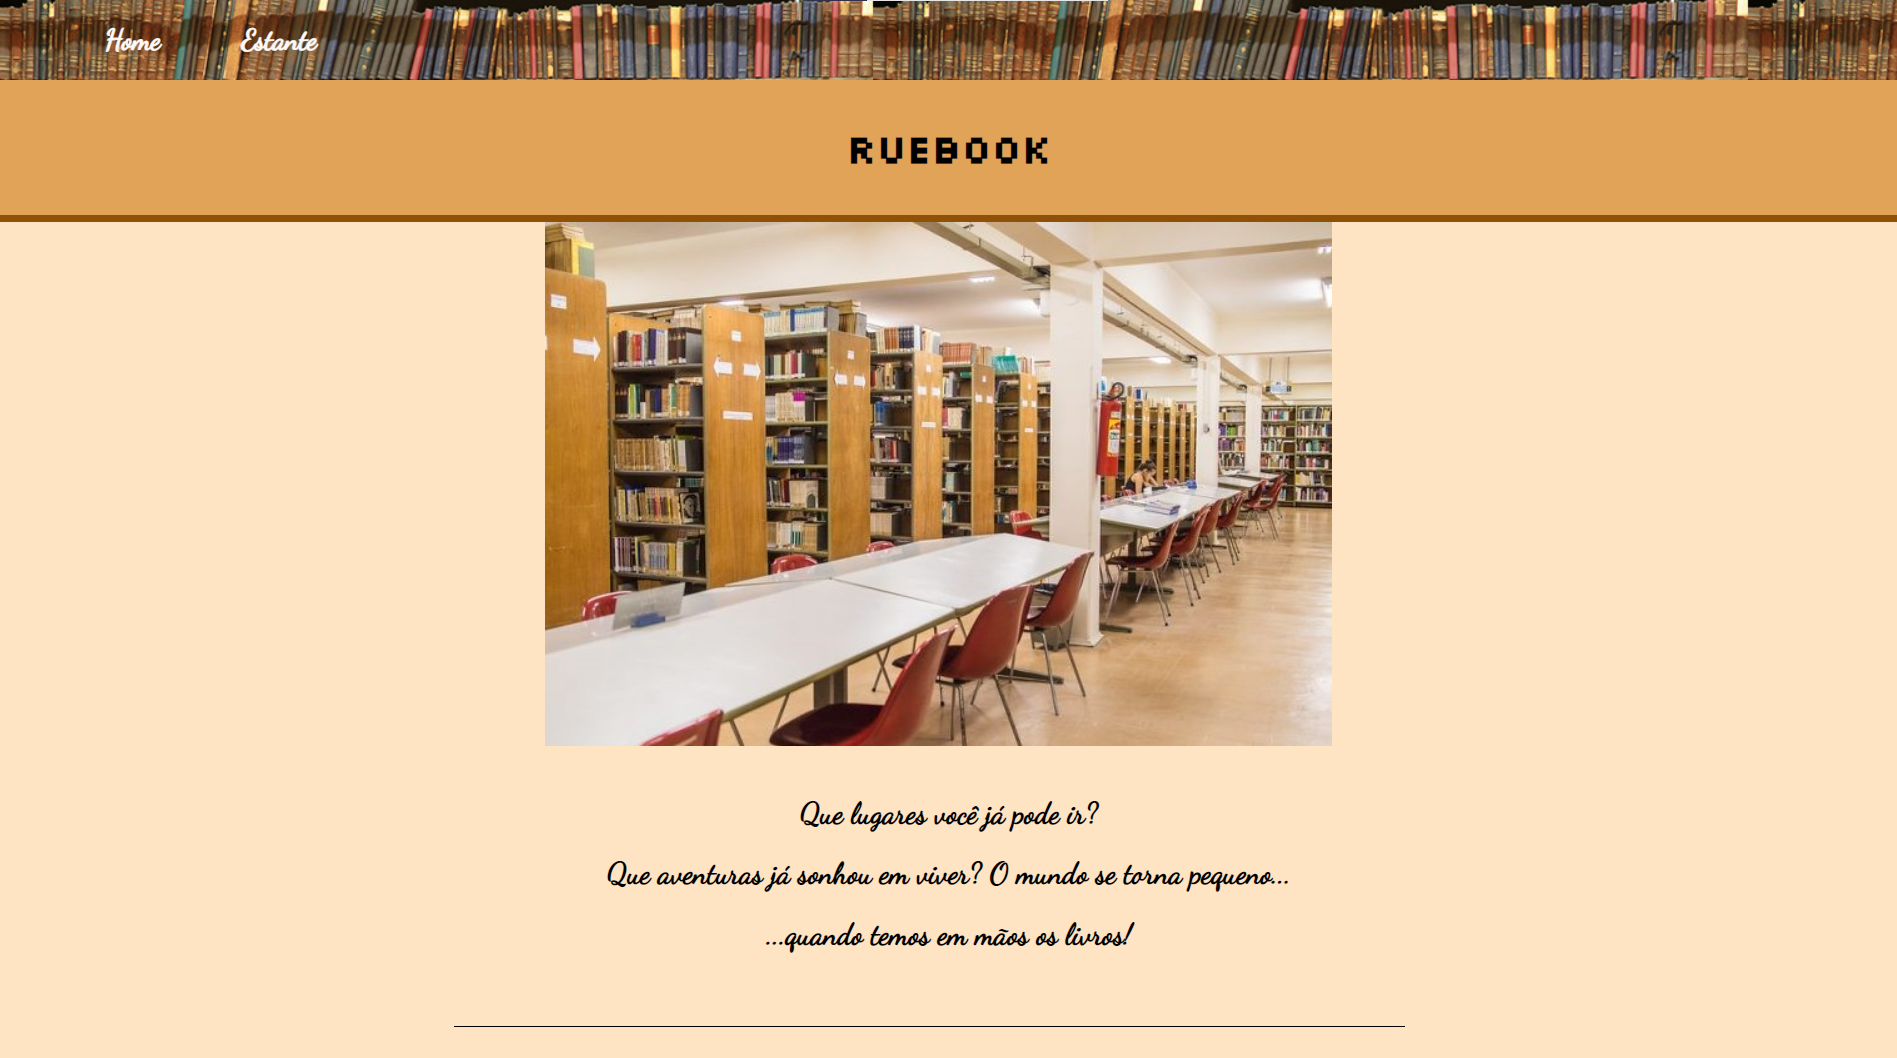 Home Estante
RUEBOOK
Que lugares você já pode ir?
Que aventuras já sonhou em viver? O mundo se torna pequeno...
...quando temos em mãos os livros!